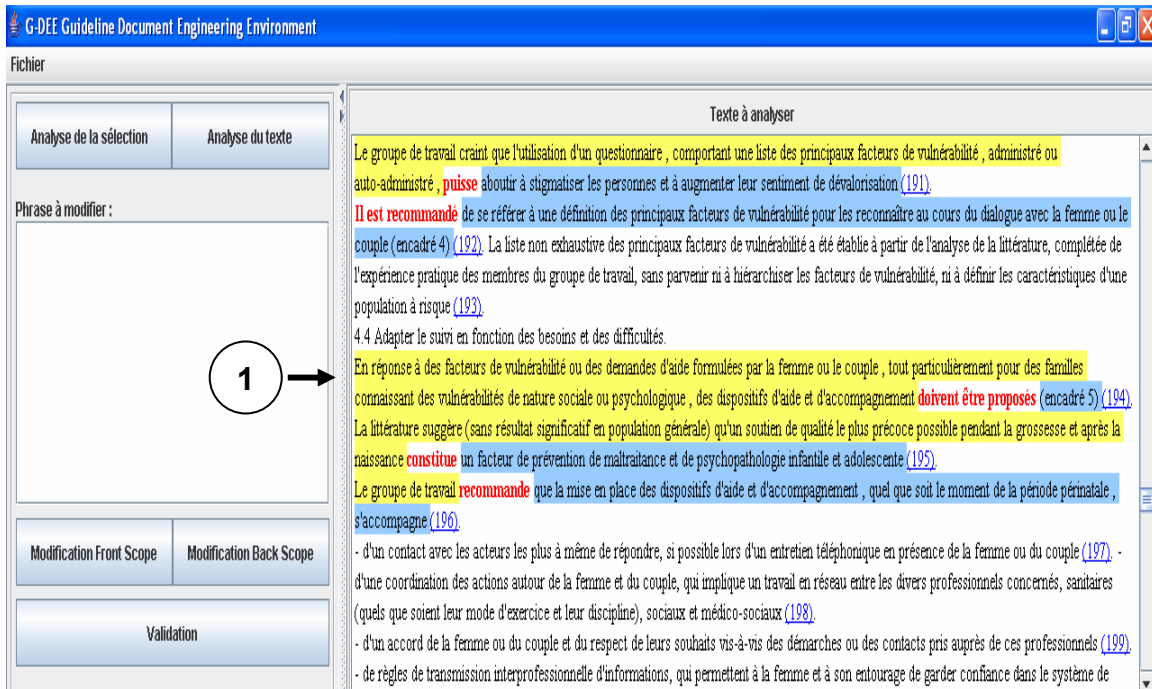 G-DEE Guideline Document Engineering Environment
Fichier
Analyse de la sélection
Analyse du texte
Phrase à modifier :
1
Modification Front Scope
Modification Back Scope
Validation
Texte à analyser
Le groupe de travail craint que l'utilisation d'un questionnaire , comportant une liste des principaux facteurs de vulnérabilité , administré ou
auto-administré , puisse aboutir à stigmatiser les personnes et à augmenter leur sentiment de dévalorisation (191).
Il est recommandé de se référer à une définition des principaux facteurs de vulnérabilité pour les reconnaître au cours du dialogue avec la femme ou le
couple (encadré 4) (192). La liste non exhaustive des principaux facteurs de vulnérabilité a été établie à partir de l'analyse de la littérature, complétée de
l'expérience pratique des membres du groupe de travail, sans parvenir ni à hiérarchiser les facteurs de vulnérabilité, ni à définir les caractéristiques d'une
population à risque (193).
4.4 Adapter le suivi en fonction des besoins et des difficultés.
En réponse à des facteurs de vulnérabilité ou des demandes d'aide formulées par la femme ou le couple , tout particulièrement pour des familles
connaissant des vulnérabilités de nature sociale ou psychologique , des dispositifs d'aide et d'accompagnement doivent être proposés (encadré 5) (194).
La littérature suggère (sans résultat significatif en population générale) qu'un soutien de qualité le plus précoce possible pendant la grossesse et après la
naissance constitue un facteur de prévention de maltraitance et de psychopathologie infantile et adolescente (195).
Le groupe de travail recommande que la mise en place des dispositifs d'aide et d'accompagnement , quel que soit le moment de la période périnatale ,
s'accompagne (196).
- d'un contact avec les acteurs les plus à même de répondre, si possible lors d'un entretien téléphonique en présence de la femme ou du couple (197). -
d'une coordination des actions autour de la femme et du couple, qui implique un travail en réseau entre les divers professionnels concernés, sanitaires
(quels que soient leur mode d'exercice et leur discipline), sociaux et médico-sociaux (198).
- d'un accord de la femme ou du couple et du respect de leurs souhaits vis-à-vis des démarches ou des contacts pris auprès de ces professionnels (199).
- de règles de transmission interprofessionnelle d'informations, qui permettent à la femme et à son entourage de garder confiance dans le système de